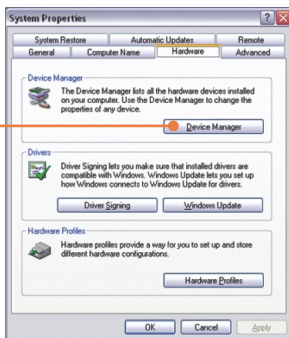 System Properties
System Restore Automatic Updates Remote
General Computer Name Hardware Advanced
Device Manager
The Device Manager lists all the hardware devices installed
on your computer. Use the Device Manager to change the
properties of any device.
Device Manager
Drivers
Driver Signing lets you make sure that installed drivers are
compatible with Windows. Windows Update lets you set up
how Windows connects to Windows Update for drivers.
Driver Signing Windows Update
Hardware Profiles
Hardware profiles provide a way for you to set up and store
different hardware configurations.
Hardware Profiles
OK Cancel Apply